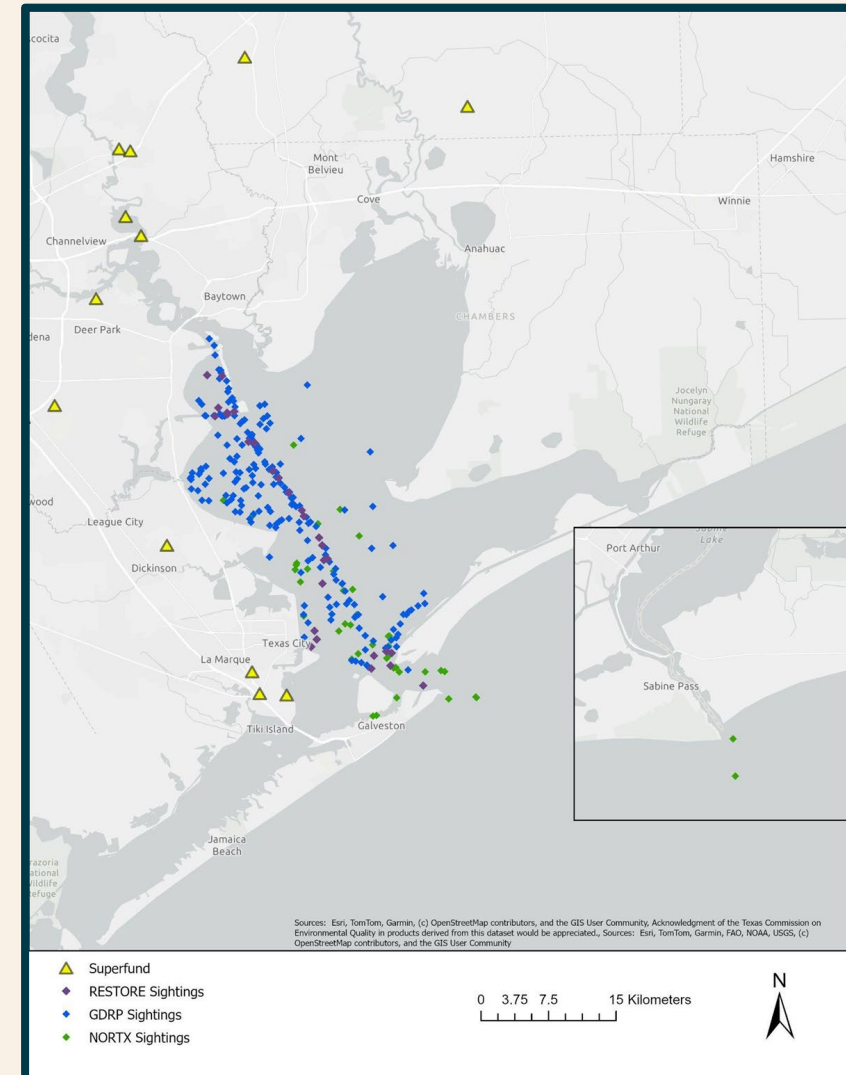 cocita
Mont
Belvieu
Hamshire
Cove
Winnie
Channelview
Anahuac
Baytown
CHAMBERS
dena
Deer Park
Jocelyn
Nungaray
National
Wildlife
Refuge
wood
League City
Sabine
Lake
Port Arthur
Dickinson
Texas City
La Marque
Sabine Pass
Tiki Island
Galveston
Jamaica
Beach
razoria
ational
Wildlife
efuge
Sources: Esri, TomTom, Garmin, (c) OpenStreetMap contributors, and the GIS User Community, Acknowledgment of the Texas Commission on
Environmental Quality in products derived from this dataset would be appreciated., Sources: Esri, TomTom, Garmin, FAO, NOAA, USGS, (c)
OpenStreetMap contributors, and the GIS User Community
Superfund
RESTORE Sightings
GDRP Sightings
NORTX Sightings
0 3.75 7.5 15 Kilometers
N